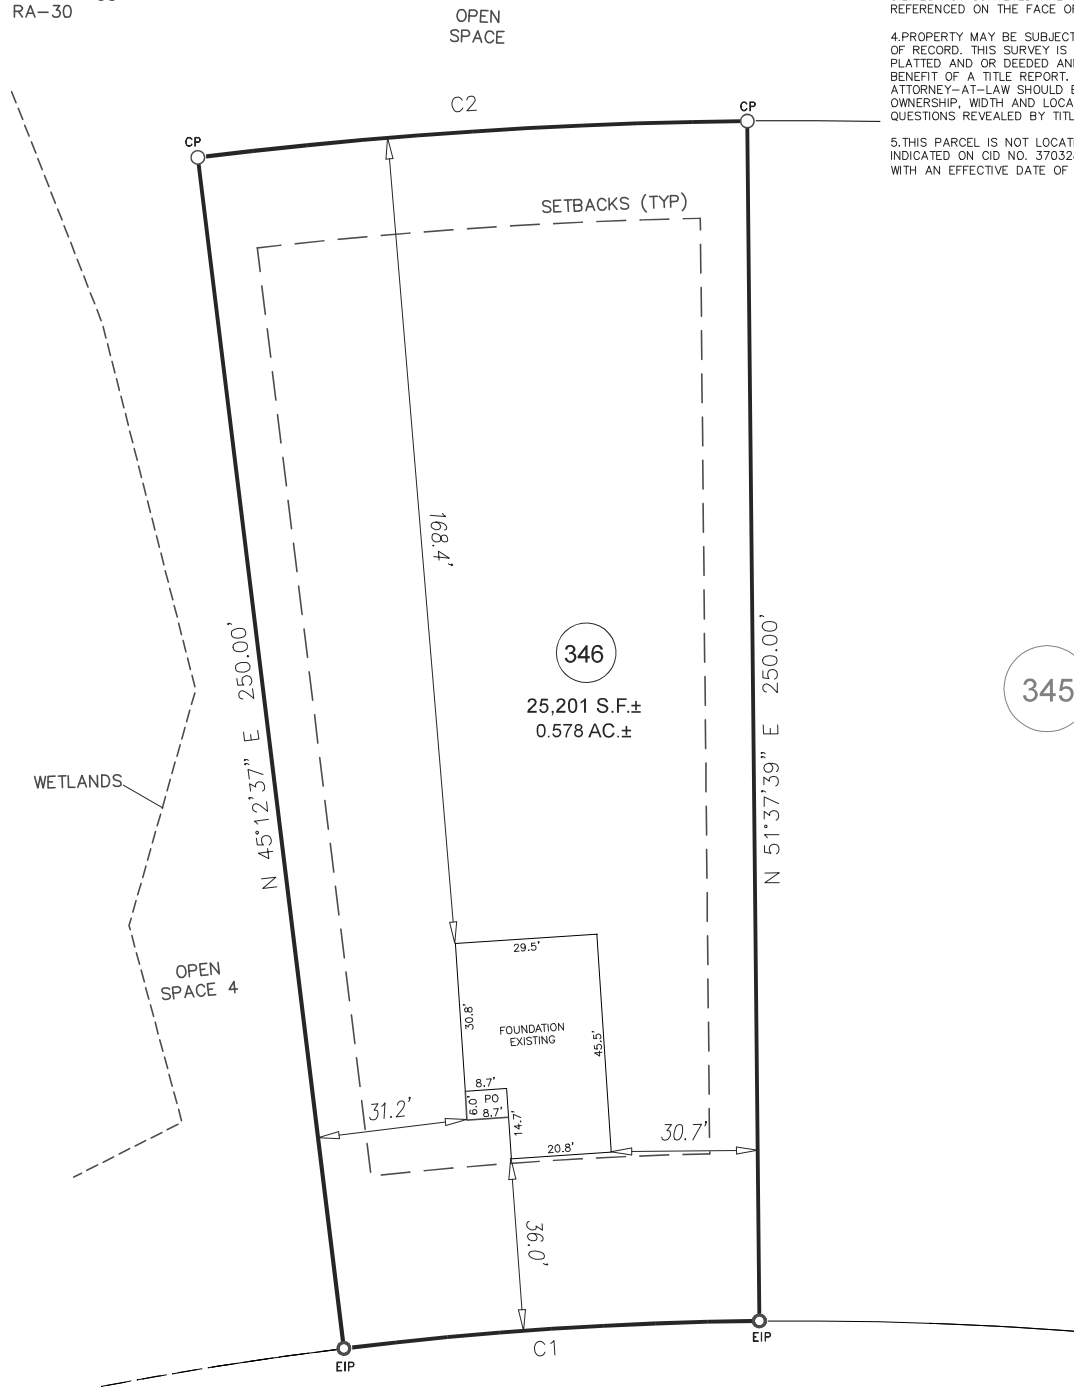 RA-30
OPEN
SPACE
REFERENCED ON THE FACE OF
4.PROPERTY MAY BE SUBJECT
OF RECORD. THIS SURVEY IS
PLATTED AND OR DEEDED AN
BENEFIT OF A TITLE REPORT.
ATTORNEY-AT-LAW SHOULD
OWNERSHIP, WIDTH AND LOCA
QUESTIONS REVEALED BY TITL
5.THIS PARCEL IS NOT LOCAT
INDICATED ON CID NO. 37032
WITH AN EFFECTIVE DATE OF
C2
CP
CP
SETBACKS (TYP)
168.4'
N 45°12'37" E 250.00'
N 51°37'39" E 250.00'
346
25,201 S.F.±
0.578 AC.±
345
WETLANDS
OPEN
SPACE 4
29.5'
30.8'
FOUNDATION
EXISTING
45.5'
8.7'
PO
6.0'
8.7'
14.7'
31.2'
20.8'
30.7'
36.0'
C1
EIP
EIP